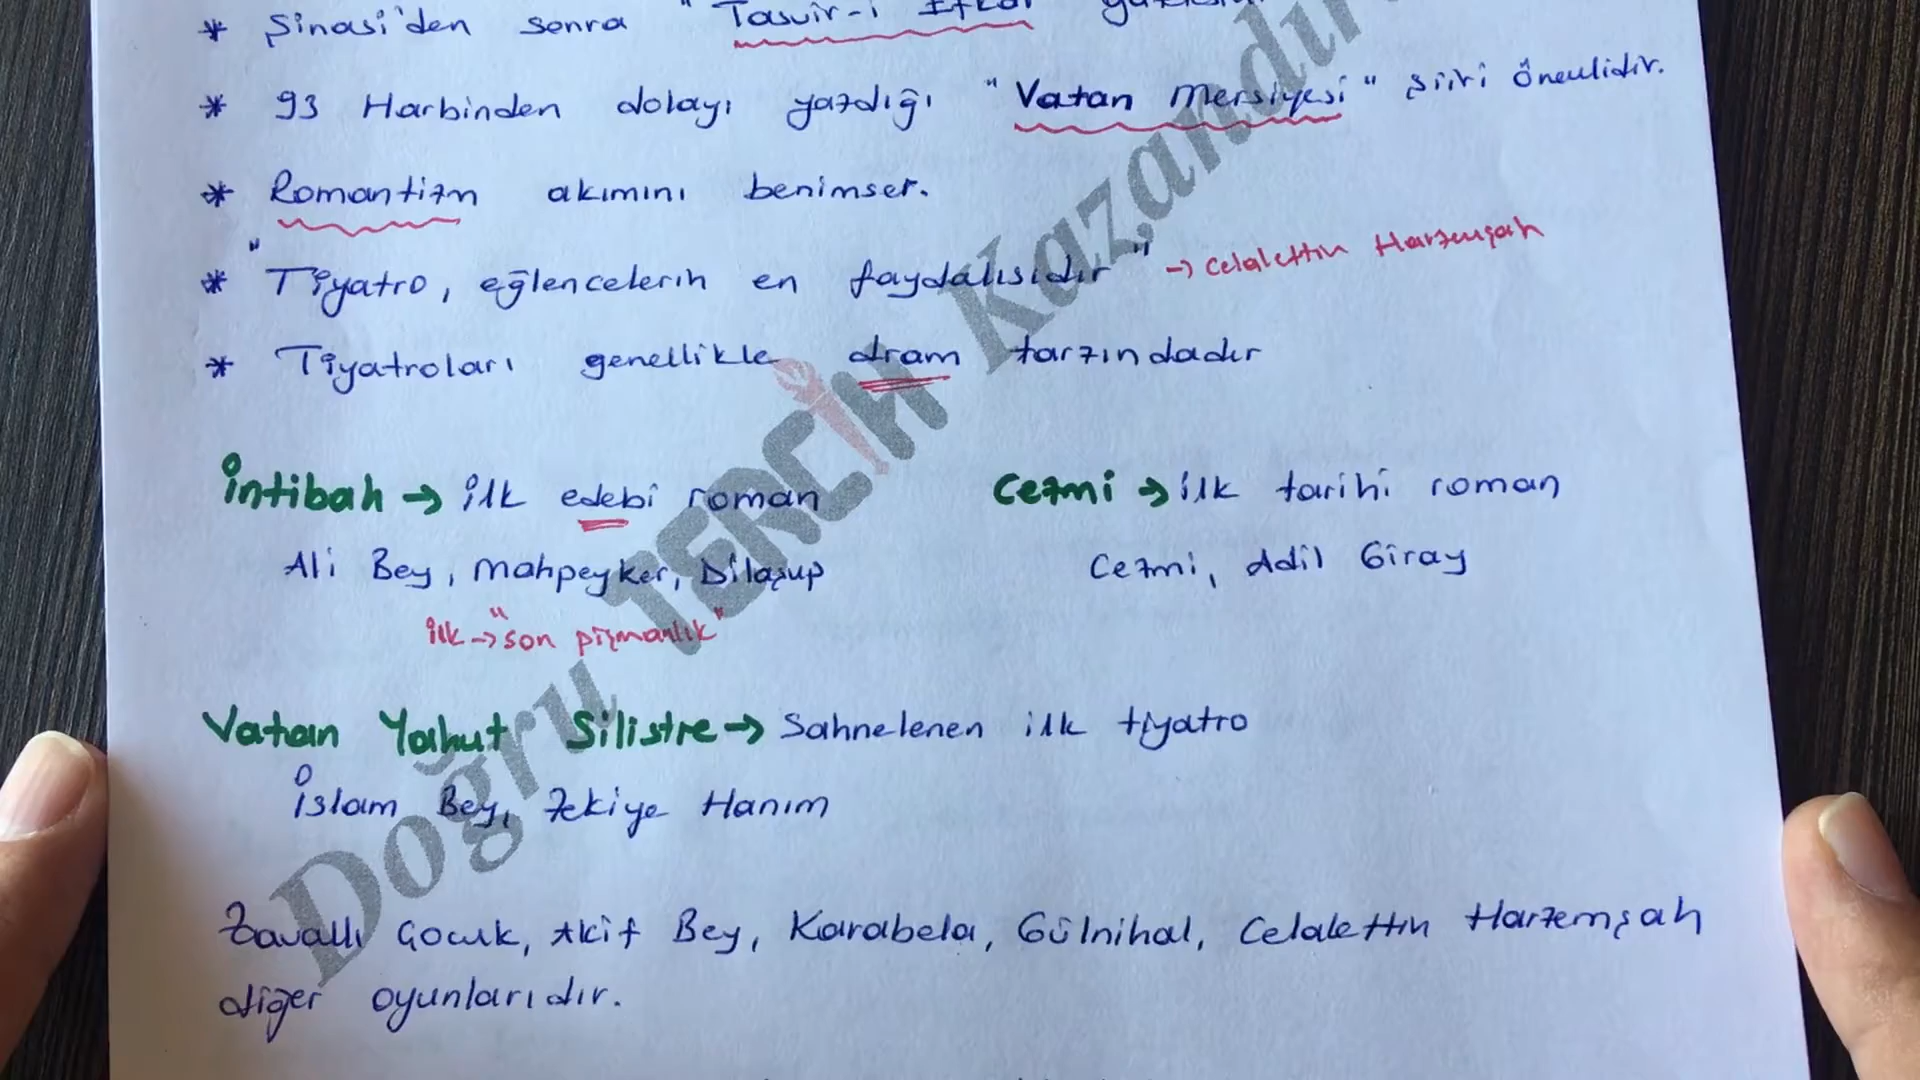 * Şinasi'den sonra "Tasvir-i Efkar
* 93 Harbinden dolayı yazdığı "Vatan Mersiyesi" şiiri önemlidir.
* Romantizm akımını benimser.
* "Tiyatro, eğlencelerin en faydalısıdır" → Celalettin Harzemşah
* Tiyatroları genellikle dram tarzındadır
İntibah → ilk edebi roman
Ali Bey, Mahpeyker, Dilaşup
ilk → "son pişmanlık"
Cezmi → ilk tarihi roman
Cezmi, Adil Giray
Vatan Yahut Silistre → Sahnelenen ilk tiyatro
İslam Bey, Zekiye Hanım
Zavallı Çocuk, Akif Bey, Karabela, Gülnihal, Celalettin Harzemşah
diğer oyunlarıdır.
Doğru TERCİH Kazandırır